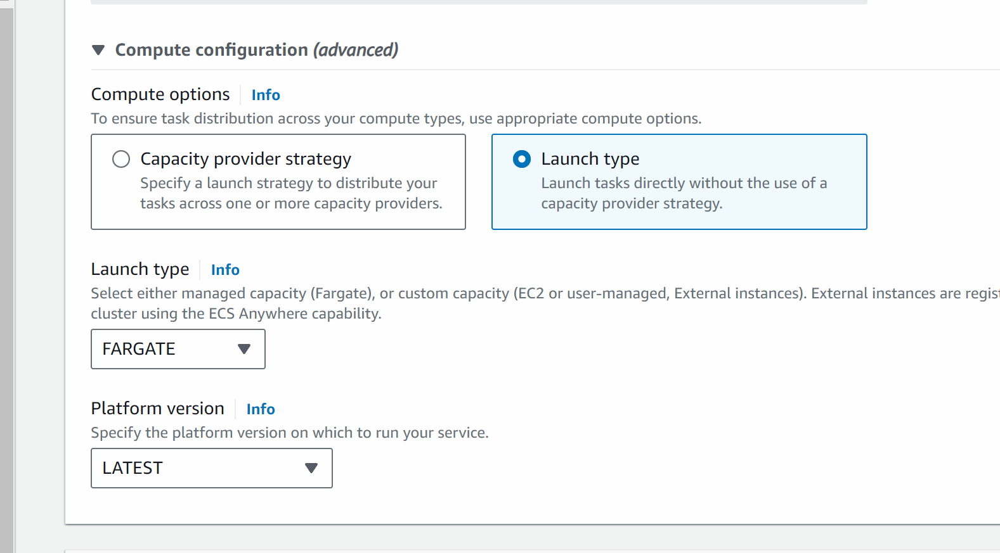 Compute configuration (advanced)
Compute options Info
To ensure task distribution across your compute types, use appropriate compute options.
Capacity provider strategy
Specify a launch strategy to distribute your
tasks across one or more capacity providers.
Launch type
Launch tasks directly without the use of a
capacity provider strategy.
Launch type Info
Select either managed capacity (Fargate), or custom capacity (EC2 or user-managed, External instances). External instances are
cluster using the ECS Anywhere capability.
FARGATE
Platform version Info
Specify the platform version on which to run your service.
LATEST